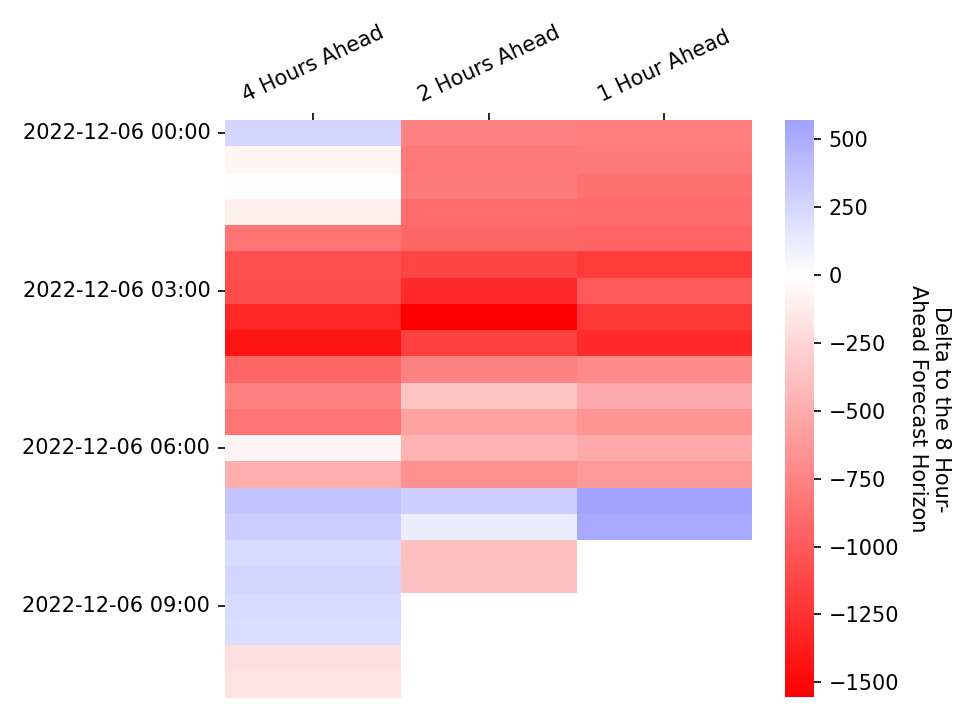 4 Hours Ahead
2 Hours Ahead
1 Hour Ahead
2022-12-06 00:00
2022-12-06 03:00
2022-12-06 06:00
2022-12-06 09:00
500
250
0
−250
−500
−750
−1000
−1250
−1500
Delta to the 8 Hour-
Ahead Forecast Horizon